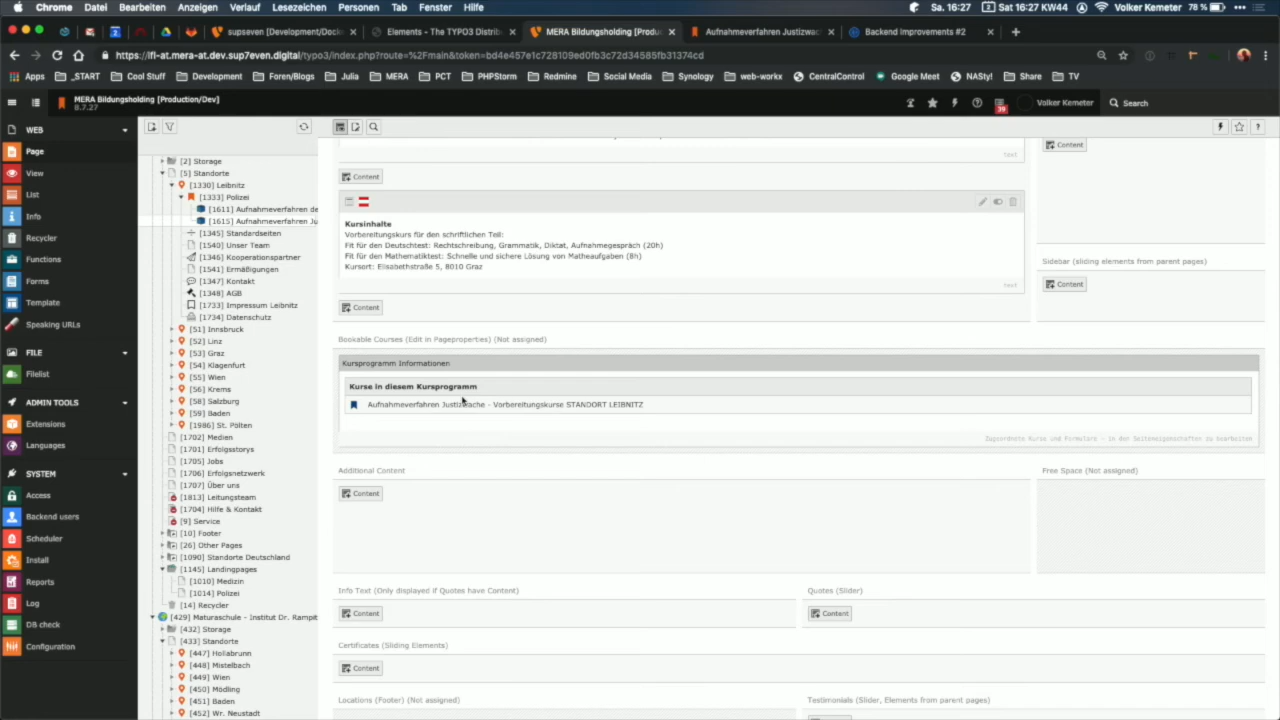 Chrome Datei Bearbeiten Anzeigen Verlauf Lesezeichen Personen Tab Fenster Hilfe Sa. 16:27 Sat 16:27 KW44 Volker Kemeter 78 %
supseven [Development/Dock
Elements - The TYPO3 Distrib
MERA Bildungsholding [Produc
Aufnahmeverfahren Justizwac
Backend Improvements #2
https://lfi-at.mera-at.dev.sup7even.digital/typo3/index.php?route=%2Fmain&token=bd4e457e1c6278109ed0fb3c72d34585fb31374cd
Apps _START Cool Stuff Development Foren/Blogs Julia MERA PCT PHPStorm Redmine Social Media Synology web-workx CentralControl Google Meet NASty! Share TV
MERA Bildungsholding [Production/Dev]
8.7.27
39
Volker Kemeter
Search
WEB
Page
View
List
Info
Recycler
Functions
Forms
Template
Speaking URLs
FILE
Filelist
ADMIN TOOLS
Extensions
Languages
SYSTEM
Access
Backend users
Scheduler
Install
Reports
Log
DB check
Configuration
[2] Storage
[5] Standorte
[1330] Leibnitz
[1333] Polizei
[1611] Aufnahmeverfahren de
[1615] Aufnahmeverfahren Ju
[1345] Standardseiten
[1540] Unser Team
[1346] Kooperationspartner
[1541] Ermäßigungen
[1347] Kontakt
[1348] AGB
[1733] Impressum Leibnitz
[1734] Datenschutz
[51] Innsbruck
[52] Linz
[53] Graz
[54] Klagenfurt
[55] Wien
[56] Krems
[58] Salzburg
[59] Baden
[1986] St. Pölten
[1702] Medien
[1701] Erfolgsstorys
[1705] Jobs
[1706] Erfolgsnetzwerk
[1707] Über uns
[1813] Leitungsteam
[1704] Hilfe & Kontakt
[9] Service
[10] Footer
[26] Other Pages
[1090] Standorte Deutschland
[1145] Landingpages
[1010] Medizin
[1014] Polizei
[14] Recycler
[429] Maturaschule - Institut Dr. Rampit
[432] Storage
[433] Standorte
[447] Hollabrunn
[448] Mistelbach
[449] Wien
[450] Mödling
[451] Baden
[452] Wr. Neustadt
text
Content
Content
Kursinhalte
Vorbereitungskurs für den schriftlichen Teil:
Fit für den Deutschtest: Rechtschreibung, Grammatik, Diktat, Aufnahmegespräch (20h)
Fit für den Mathematiktest: Schnelle und sichere Lösung von Matheaufgaben (8h)
Kursort: Elisabethstraße 5, 8010 Graz
text
Sidebar (sliding elements from parent pages)
Content
Content
Bookable Courses (Edit in Pageproperties) (Not assigned)
Kursprogramm Informationen
Kurse in diesem Kursprogramm
Aufnahmeverfahren Justizwache - Vorbereitungskurse STANDORT LEIBNITZ
Zugeordnete Kurse und Formulare - in den Seiteneigenschaften zu bearbeiten
Additional Content
Free Space (Not assigned)
Content
Info Text (Only displayed if Quotes have Content)
Quotes (Slider)
Content
Content
Certificates (Sliding Elements)
Content
Locations (Footer) (Not assigned)
Testimonials (Slider, Elements from parent pages)